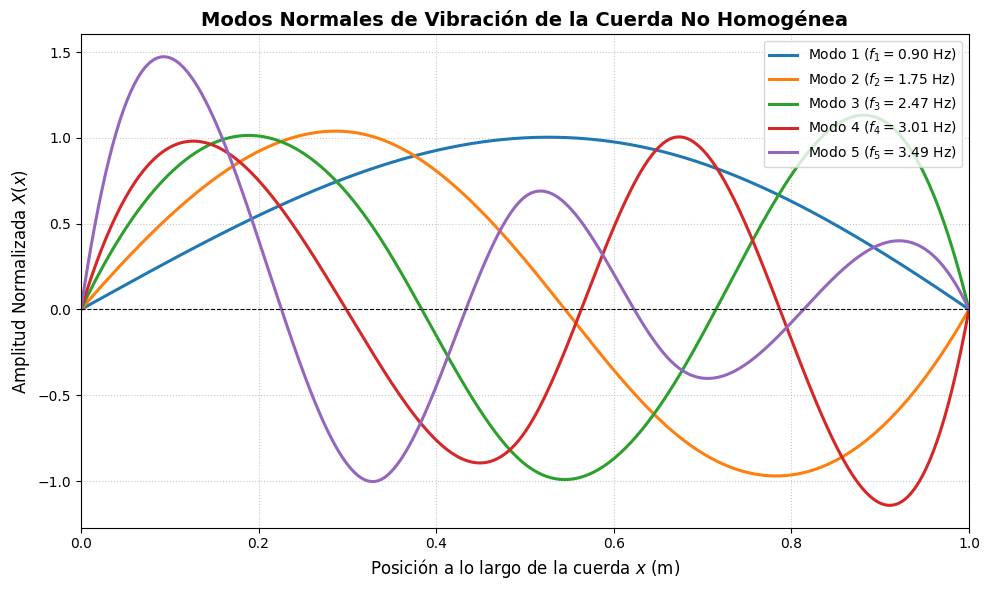 Modos Normales de Vibración de la Cuerda No Homogénea
Amplitud Normalizada X(x)
1.5
1.0
0.5
0.0
−0.5
−1.0
Modo 1 (f₁ = 0.90 Hz)
Modo 2 (f₂ = 1.75 Hz)
Modo 3 (f₃ = 2.47 Hz)
Modo 4 (f₄ = 3.01 Hz)
Modo 5 (f₅ = 3.49 Hz)
0.0 0.2 0.4 0.6 0.8 1.0
Posición a lo largo de la cuerda x (m)